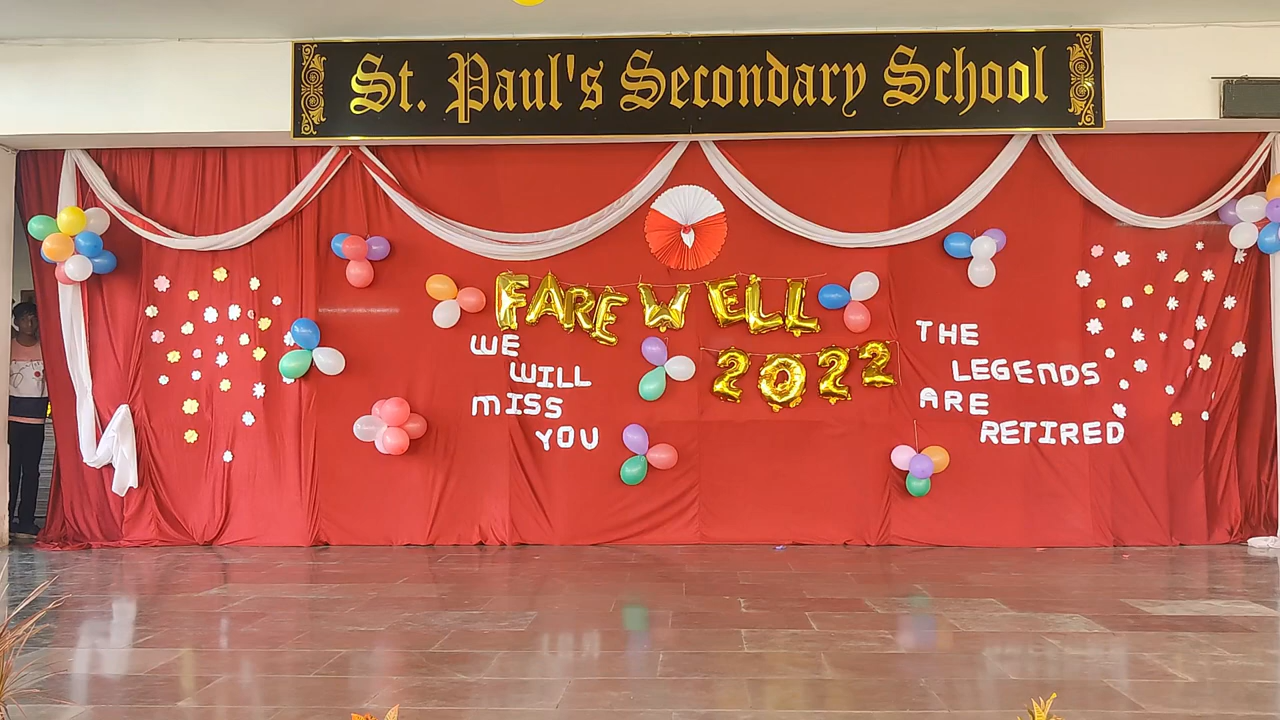 St. Paul's Secondary School
FAREWELL
2022
WE
WILL
MISS
YOU
THE
LEGENDS
ARE
RETIRED